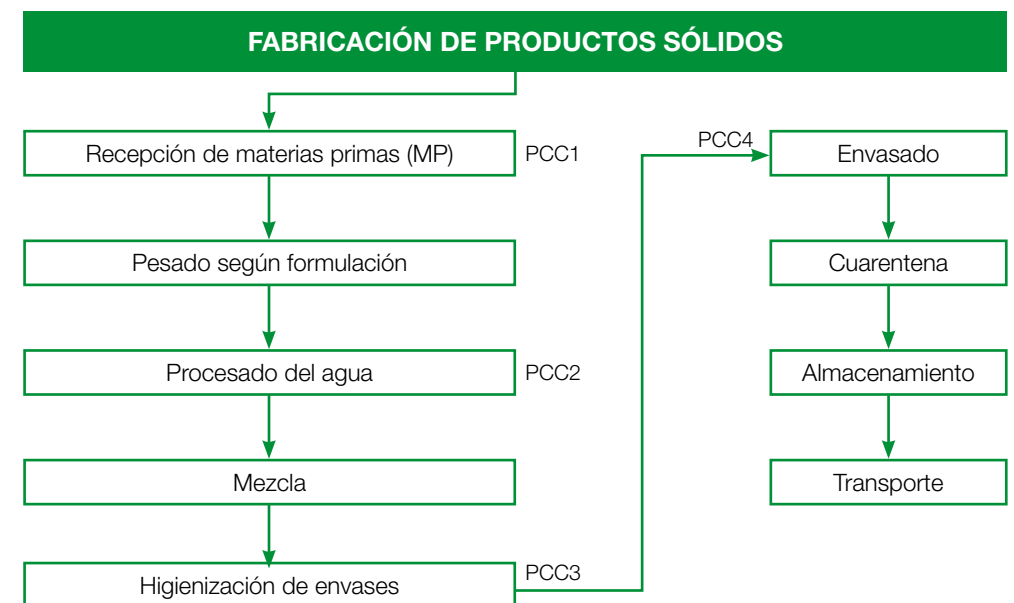 FABRICACIÓN DE PRODUCTOS SÓLIDOS
Recepción de materias primas (MP)
PCC1
Pesado según formulación
Procesado del agua
PCC2
Mezcla
Higienización de envases
PCC3
PCC4
Envasado
Cuarentena
Almacenamiento
Transporte